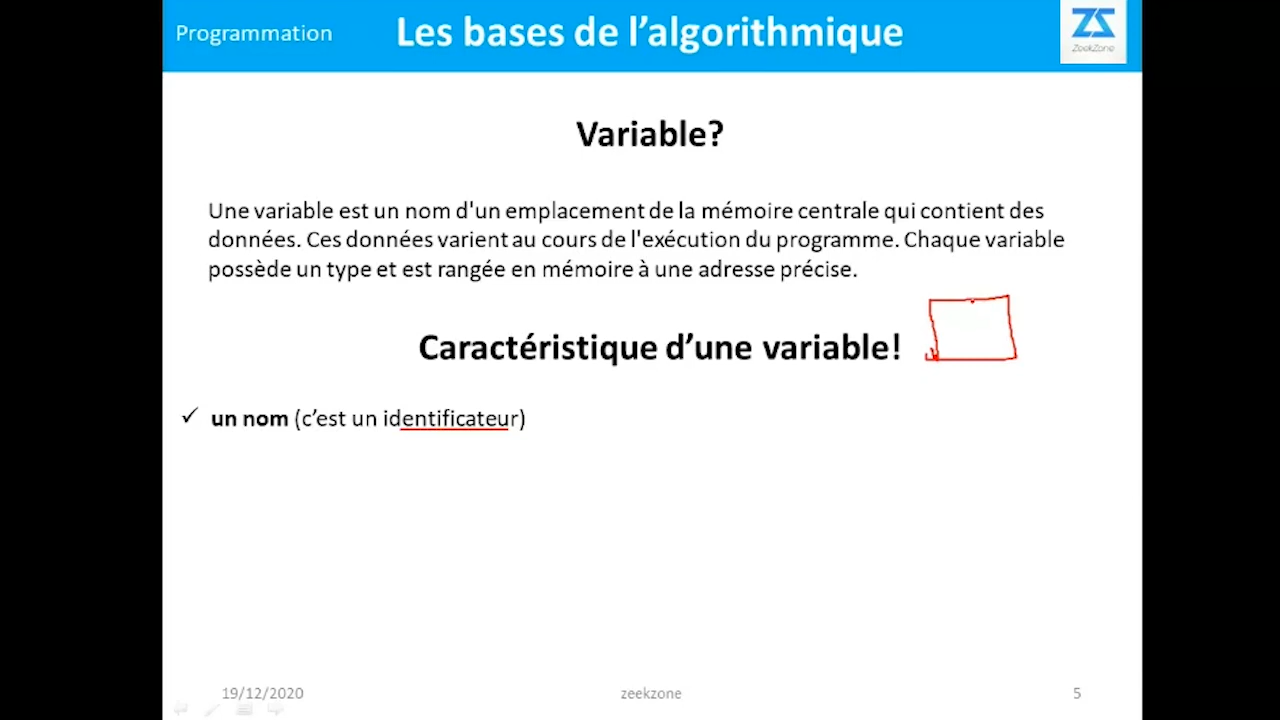 Programmation
Les bases de l’algorithmique
ZS
ZeekZone
Variable?
Une variable est un nom d'un emplacement de la mémoire centrale qui contient des
données. Ces données varient au cours de l'exécution du programme. Chaque variable
possède un type et est rangée en mémoire à une adresse précise.
Caractéristique d’une variable!
✓ un nom (c’est un identificateur)
19/12/2020
zeekzone
5